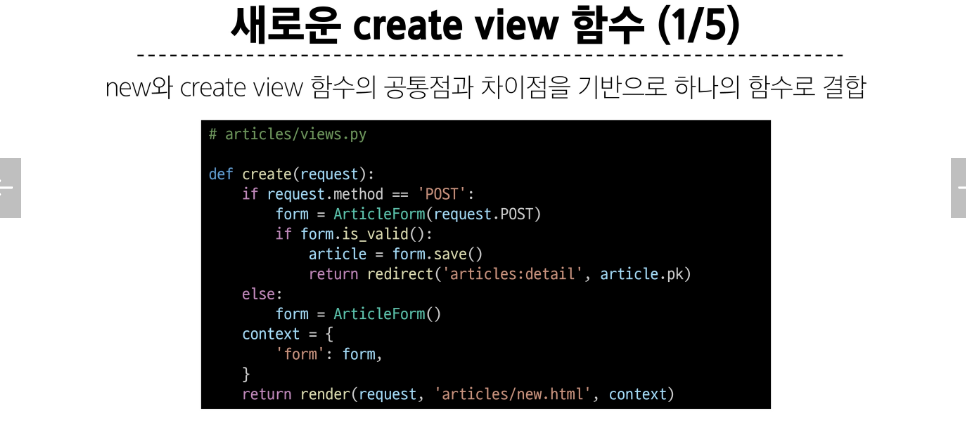 새로운 create view 함수 (1/5)
new와 create view 함수의 공통점과 차이점을 기반으로 하나의 함수로 결합
# articles/views.py
def create(request):
    if request.method == 'POST':
        form = ArticleForm(request.POST)
        if form.is_valid():
            article = form.save()
            return redirect('articles:detail', article.pk)
    else:
        form = ArticleForm()
    context = {
        'form': form,
    }
    return render(request, 'articles/new.html', context)